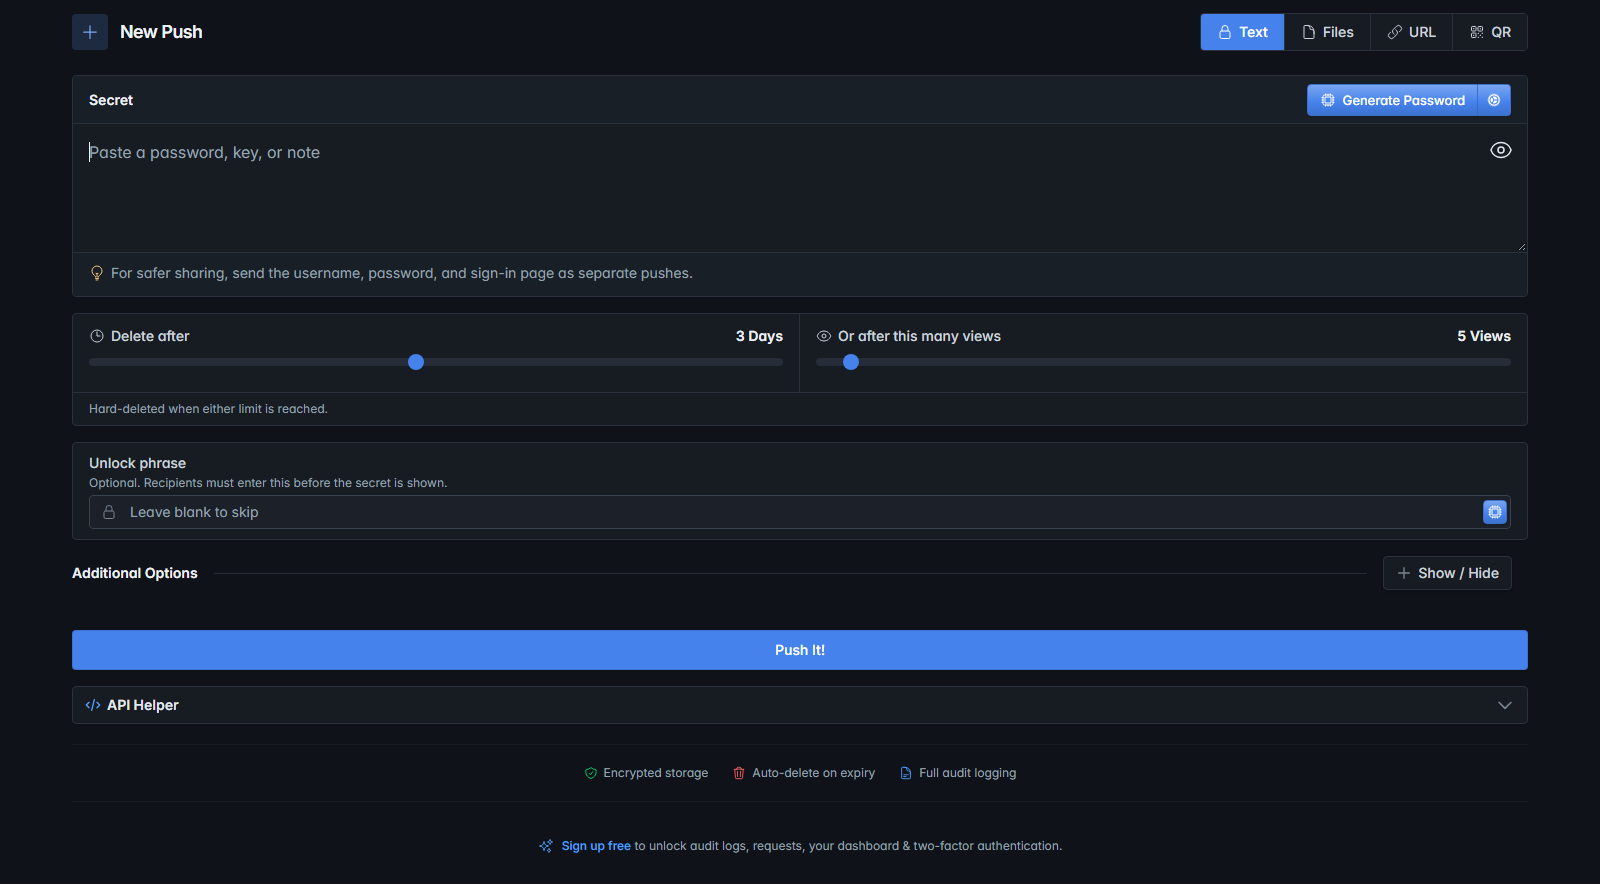 New Push
Text Files URL QR
Secret
Generate Password
Paste a password, key, or note
For safer sharing, send the username, password, and sign-in page as separate pushes.
Delete after 3 Days
Or after this many views 5 Views
Hard-deleted when either limit is reached.
Unlock phrase
Optional. Recipients must enter this before the secret is shown.
Leave blank to skip
Additional Options
Show / Hide
Push It!
</> API Helper
Encrypted storage Auto-delete on expiry Full audit logging
Sign up free to unlock audit logs, requests, your dashboard & two-factor authentication.